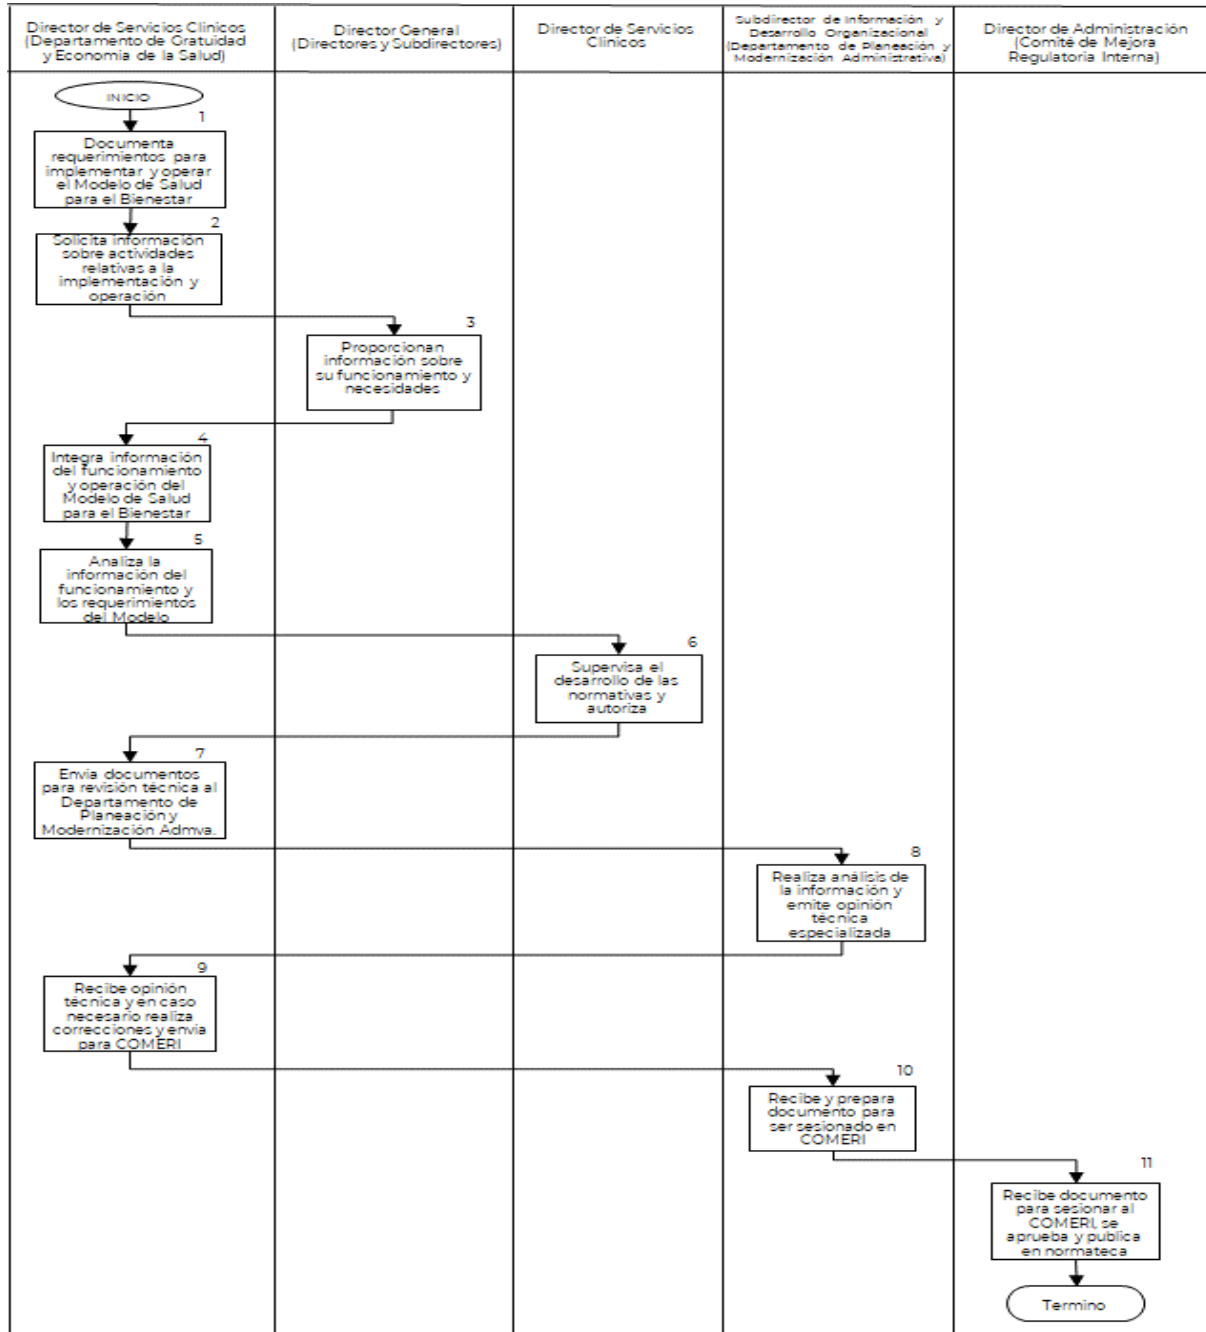 Director de Servicios Clínicos
(Departamento de Gratuidad
y Economía de la Salud)
Director General
(Directores y Subdirectores)
Director de Servicios
Clínicos
Subdirector de Información y
Desarrollo Organizacional
(Departamento de Planeación y
Modernización Administrativa)
Director de Administración
(Comité de Mejora
Regulatoria Interna)
INICIO
1
Documenta
requerimientos para
implementar y operar
el Modelo de Salud
para el Bienestar
2
Solicita información
sobre actividades
relativas a la
implementación y
operación
3
Proporcionan
información sobre
su funcionamiento y
necesidades
4
Integra información
del funcionamiento
y operación del
Modelo de Salud
para el Bienestar
5
Analiza la
información del
funcionamiento y
los requerimientos
del Modelo
6
Supervisa el
desarrollo de las
normativas y
autoriza
7
Envia documentos
para revisión técnica al
Departamento de
Planeación y
Modernización Admva.
8
Realiza análisis de
la información y
emite opinión
técnica
especializada
9
Recibe opinión
técnica y en caso
necesario realiza
correcciones y envia
para COMERI
10
Recibe y prepara
documento para
ser sesionado en
COMERI
11
Recibe documento
para sesionar al
COMERI, se
aprueba y publica
en normateca
Termino